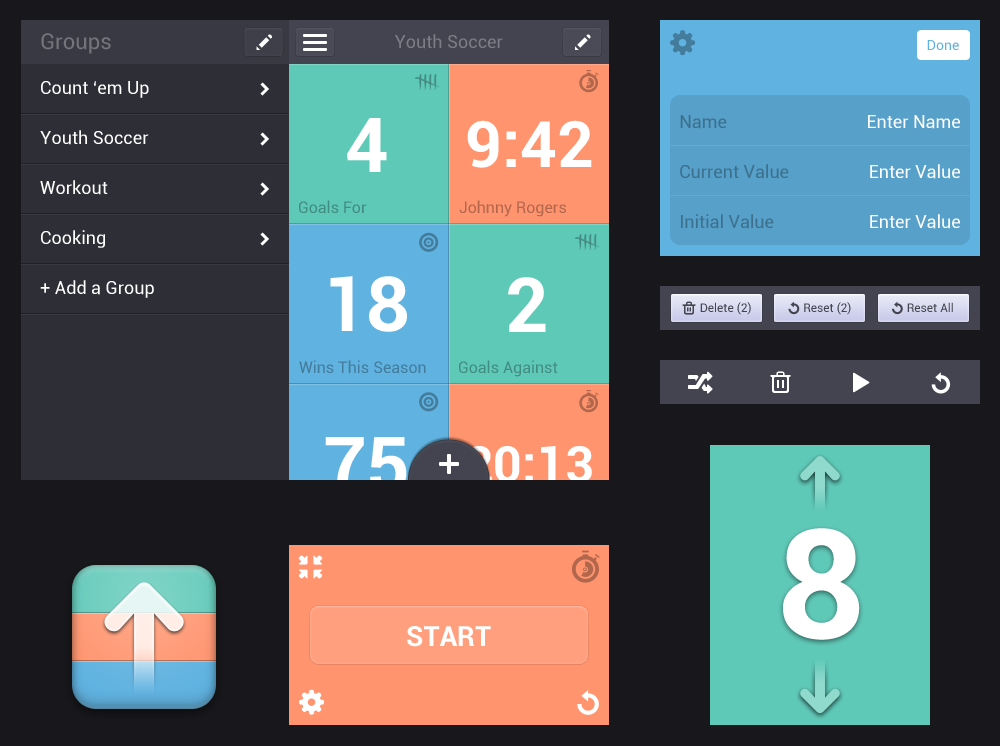 Groups
Count ‘em Up
Youth Soccer
Workout
Cooking
+ Add a Group
Youth Soccer
4
Goals For
9:42
Johnny Rogers
18
Wins This Season
2
Goals Against
75
20:13
+
Done
Name Enter Name
Current Value Enter Value
Initial Value Enter Value
Delete (2) Reset (2) Reset All
START
8